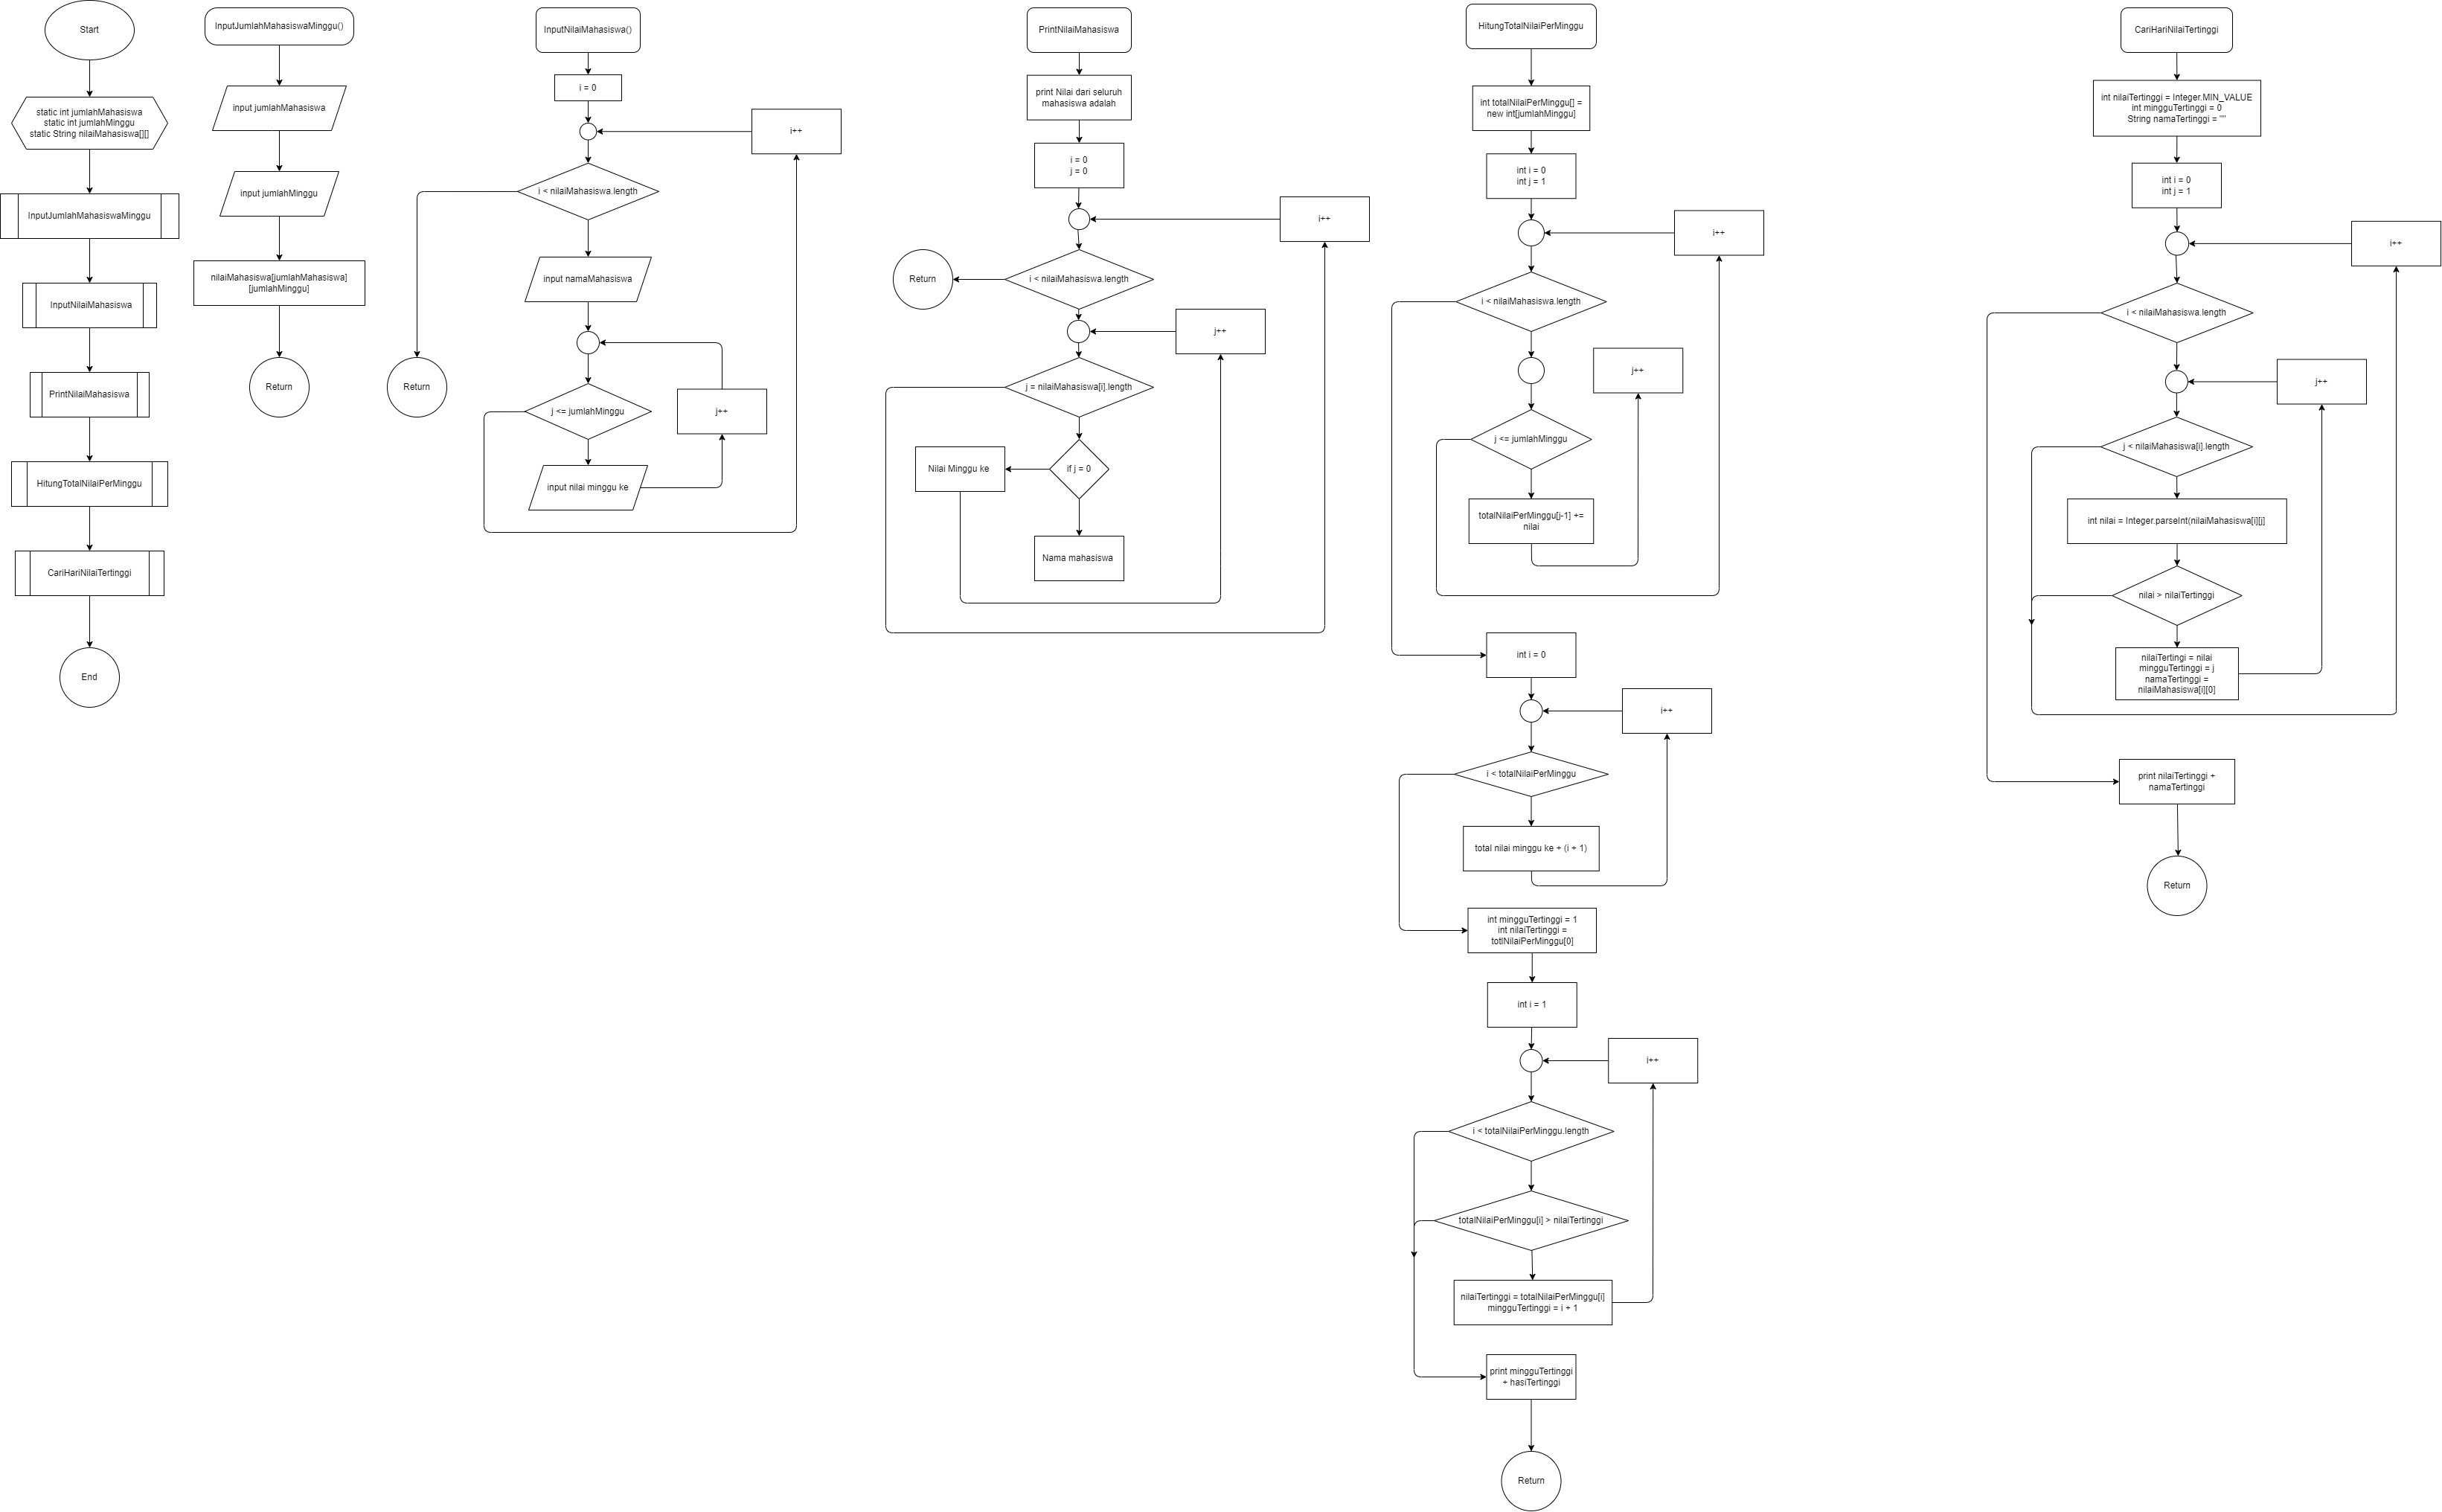 Start
static int jumlahMahasiswa
static int jumlahMinggu
static String nilaiMahasiswa[][]
InputJumlahMahasiswaMinggu
InputNilaiMahasiswa
PrintNilaiMahasiswa
HitungTotalNilaiPerMinggu
CariHariNilaiTertinggi
End
InputJumlahMahasiswaMinggu()
input jumlahMahasiswa
input jumlahMinggu
nilaiMahasiswa[jumlahMahasiswa]
[jumlahMinggu]
Return
InputNilaiMahasiswa()
i = 0
i++
i < nilaiMahasiswa.length
input namaMahasiswa
Return
j <= jumlahMinggu
j++
input nilai minggu ke
PrintNilaiMahasiswa
print Nilai dari seluruh
mahasiswa adalah
i = 0
j = 0
i++
Return
i < nilaiMahasiswa.length
j++
j = nilaiMahasiswa[i].length
Nilai Minggu ke
if j = 0
Nama mahasiswa
HitungTotalNilaiPerMinggu
int totalNilaiPerMinggu[] =
new int[jumlahMinggu]
int i = 0
int j = 1
i++
i < nilaiMahasiswa.length
j++
j <= jumlahMinggu
totalNilaiPerMinggu[j-1] +=
nilai
int i = 0
i++
i < totalNilaiPerMinggu
total nilai minggu ke + (i + 1)
int mingguTertinggi = 1
int nilaiTertinggi =
totlNilaiPerMinggu[0]
int i = 1
i++
i < totalNilaiPerMinggu.length
totalNilaiPerMinggu[i] > nilaiTertinggi
nilaiTertinggi = totalNilaiPerMinggu[i]
mingguTertinggi = i + 1
print mingguTertinggi
+ hasiTertinggi
Return
CariHariNilaiTertinggi
int nilaiTertinggi = Integer.MIN_VALUE
int mingguTertinggi = 0
String namaTertinggi = ""
int i = 0
int j = 1
i++
i < nilaiMahasiswa.length
j++
j < nilaiMahasiswa[i].length
int nilai = Integer.parseInt(nilaiMahasiswa[i][j]
nilai > nilaiTertinggi
nilaiTertingi = nilai
mingguTertinggi = j
namaTertinggi =
nilaiMahasiswa[i][0]
print nilaiTertinggi +
namaTertinggi
Return